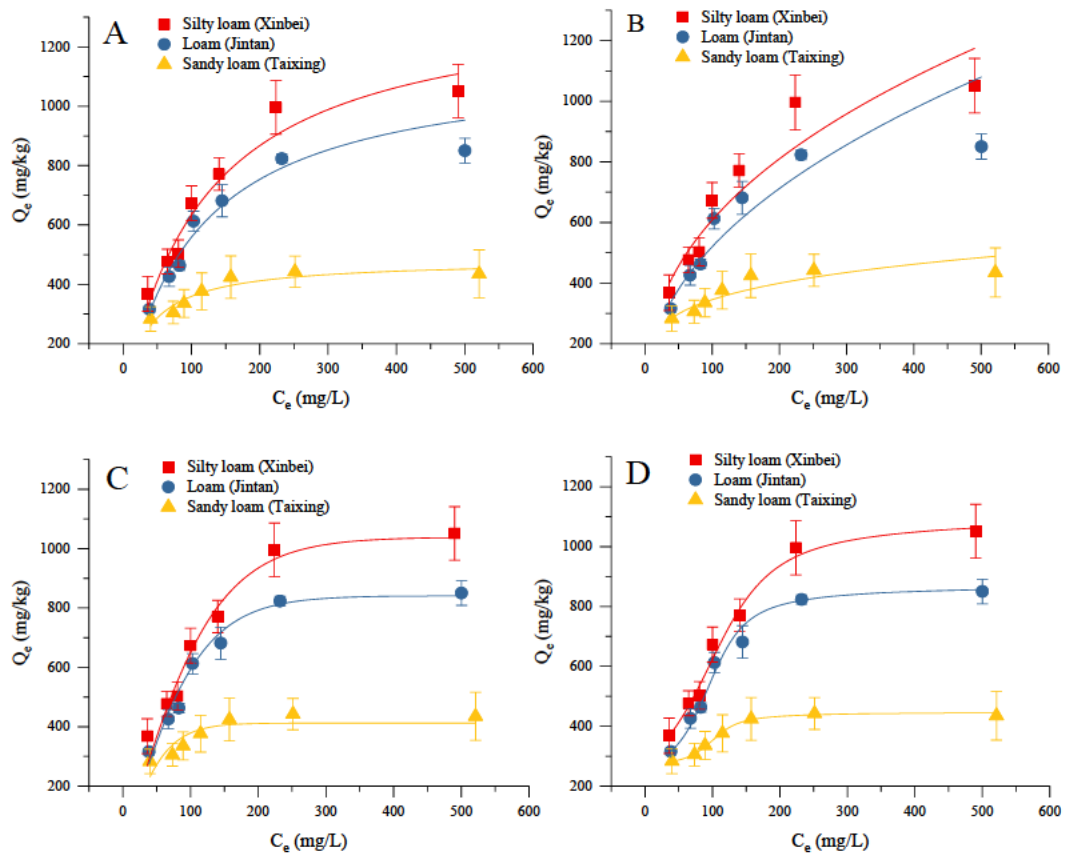 A
Silty loam (Xinbei)
Loam (Jintan)
Sandy loam (Taixing)
1200
1000
800
600
400
200
Qe (mg/kg)
0 100 200 300 400 500 600
Ce (mg/L)
B
Silty loam (Xinbei)
Loam (Jintan)
Sandy loam (Taixing)
1200
1000
800
600
400
200
Qe (mg/kg)
0 100 200 300 400 500 600
Ce (mg/L)
C
Silty loam (Xinbei)
Loam (Jintan)
Sandy loam (Taixing)
1200
1000
800
600
400
200
Qe (mg/kg)
0 100 200 300 400 500 600
Ce (mg/L)
D
Silty loam (Xinbei)
Loam (Jintan)
Sandy loam (Taixing)
1200
1000
800
600
400
200
Qe (mg/kg)
0 100 200 300 400 500 600
Ce (mg/L)